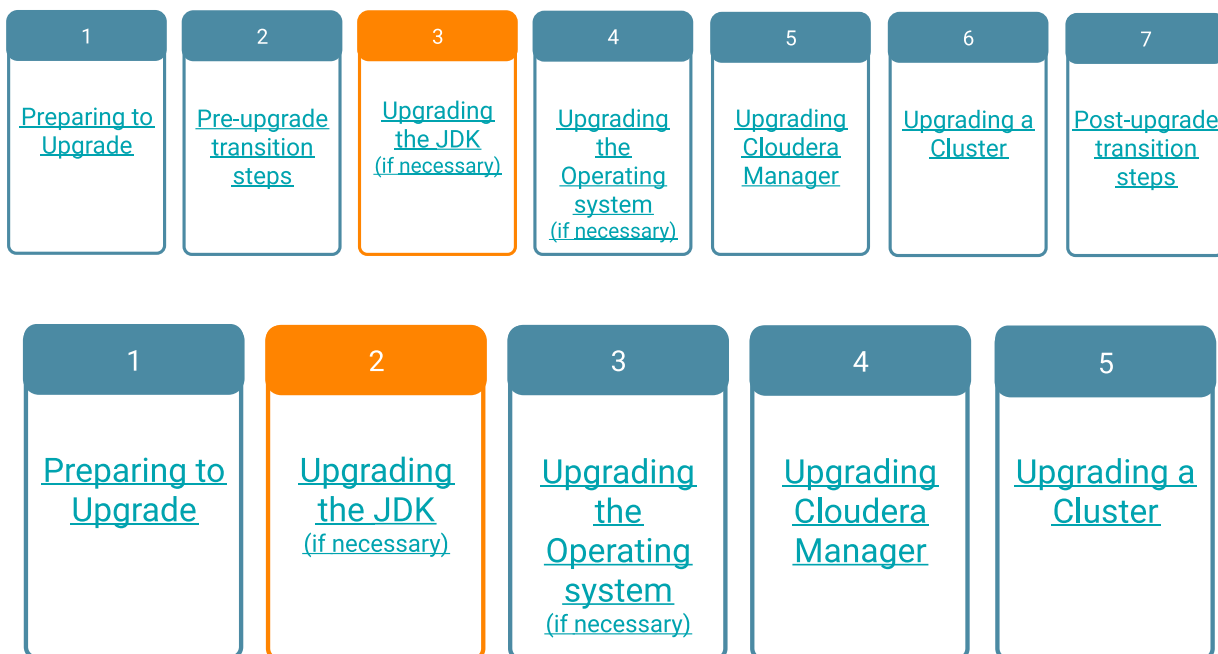 1
Preparing to
Upgrade
2
Pre-upgrade
transition
steps
3
Upgrading
the JDK
(if necessary)
4
Upgrading
the
Operating
system
(if necessary)
5
Upgrading
Cloudera
Manager
6
Upgrading a
Cluster
7
Post-upgrade
transition
steps
1
Preparing to
Upgrade
2
Upgrading
the JDK
(if necessary)
3
Upgrading
the
Operating
system
(if necessary)
4
Upgrading
Cloudera
Manager
5
Upgrading a
Cluster